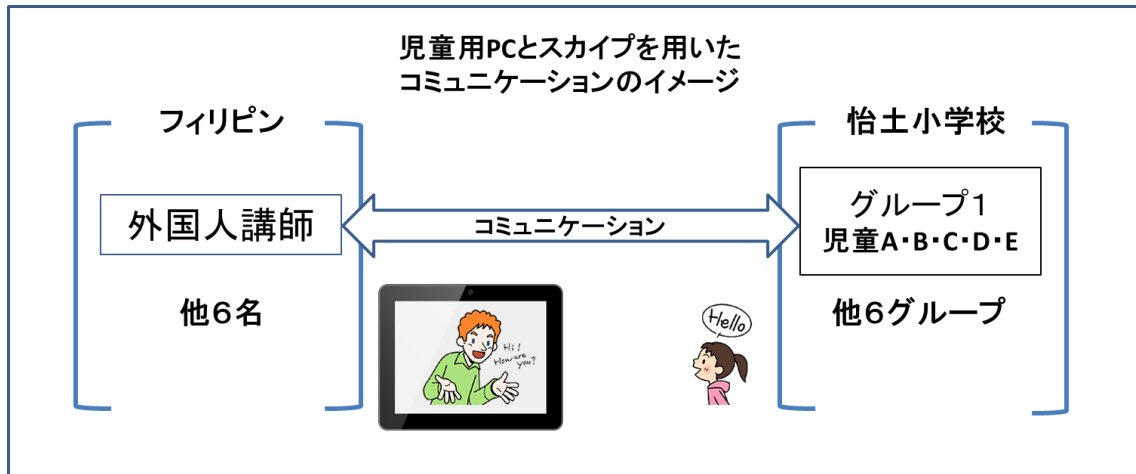 児童用PCとスカイプを用いた
コミュニケーションのイメージ
フィリピン
怡土小学校
外国人講師
コミュニケーション
グループ1
児童A・B・C・D・E
他6名
他6グループ
Hi!
How are
you?
Hello